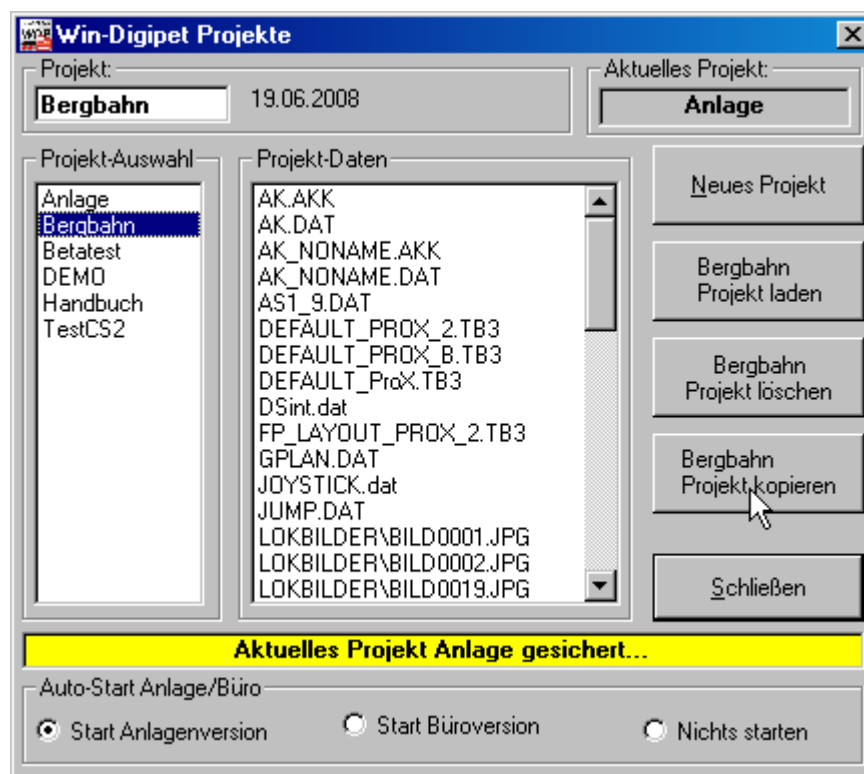 Win-Digipet Projekte
Projekt:
Bergbahn
19.06.2008
Aktuelles Projekt:
Anlage
Projekt-Auswahl
Anlage
Bergbahn
Betatest
DEMO
Handbuch
TestCS2
Projekt-Daten
AK.AKK
AK.DAT
AK_NONAME.AKK
AK_NONAME.DAT
AS1_9.DAT
DEFAULT_PROX_2.TB3
DEFAULT_PROX_B.TB3
DEFAULT_ProX.TB3
DSint.dat
FP_LAYOUT_PROX_2.TB3
GPLAN.DAT
JOYSTICK.dat
JUMP.DAT
LOKBILDER\BILD0001.JPG
LOKBILDER\BILD0002.JPG
LOKBILDER\BILD0019.JPG
Neues Projekt
Bergbahn
Projekt laden
Bergbahn
Projekt löschen
Bergbahn
Projekt kopieren
Schließen
Aktuelles Projekt Anlage gesichert...
Auto-Start Anlage/Büro
Start Anlagenversion
Start Büroversion
Nichts starten